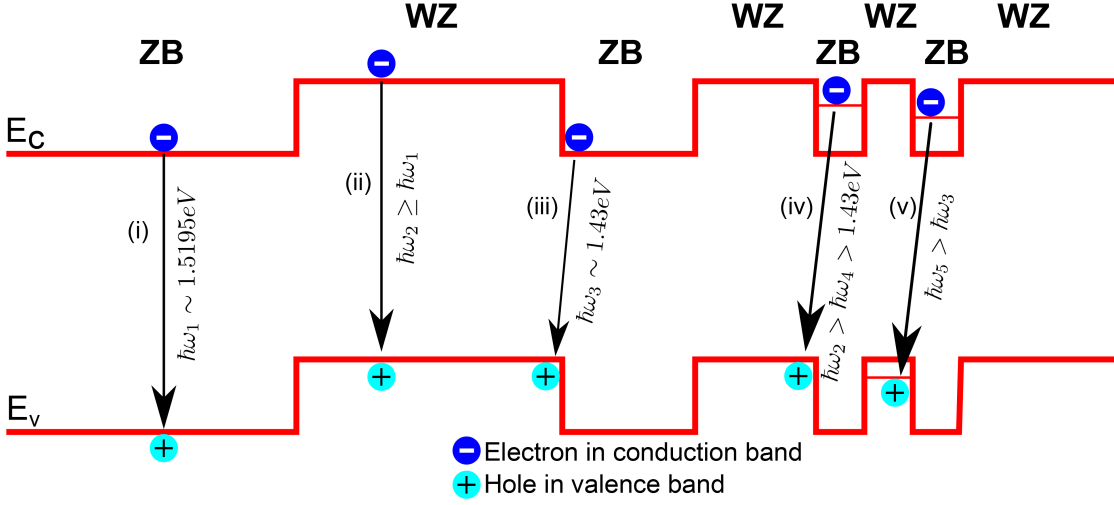 WZ WZ WZ WZ
ZB ZB ZB ZB
E_C
(i)
ħω₁ ~ 1.5195eV
(ii)
ħω₂ ≥ ħω₁
(iii)
ħω₃ ~ 1.43eV
(iv)
ħω₂ > ħω₄ > 1.43eV
(v)
ħω₅ > ħω₃
E_v
Electron in conduction band
Hole in valence band